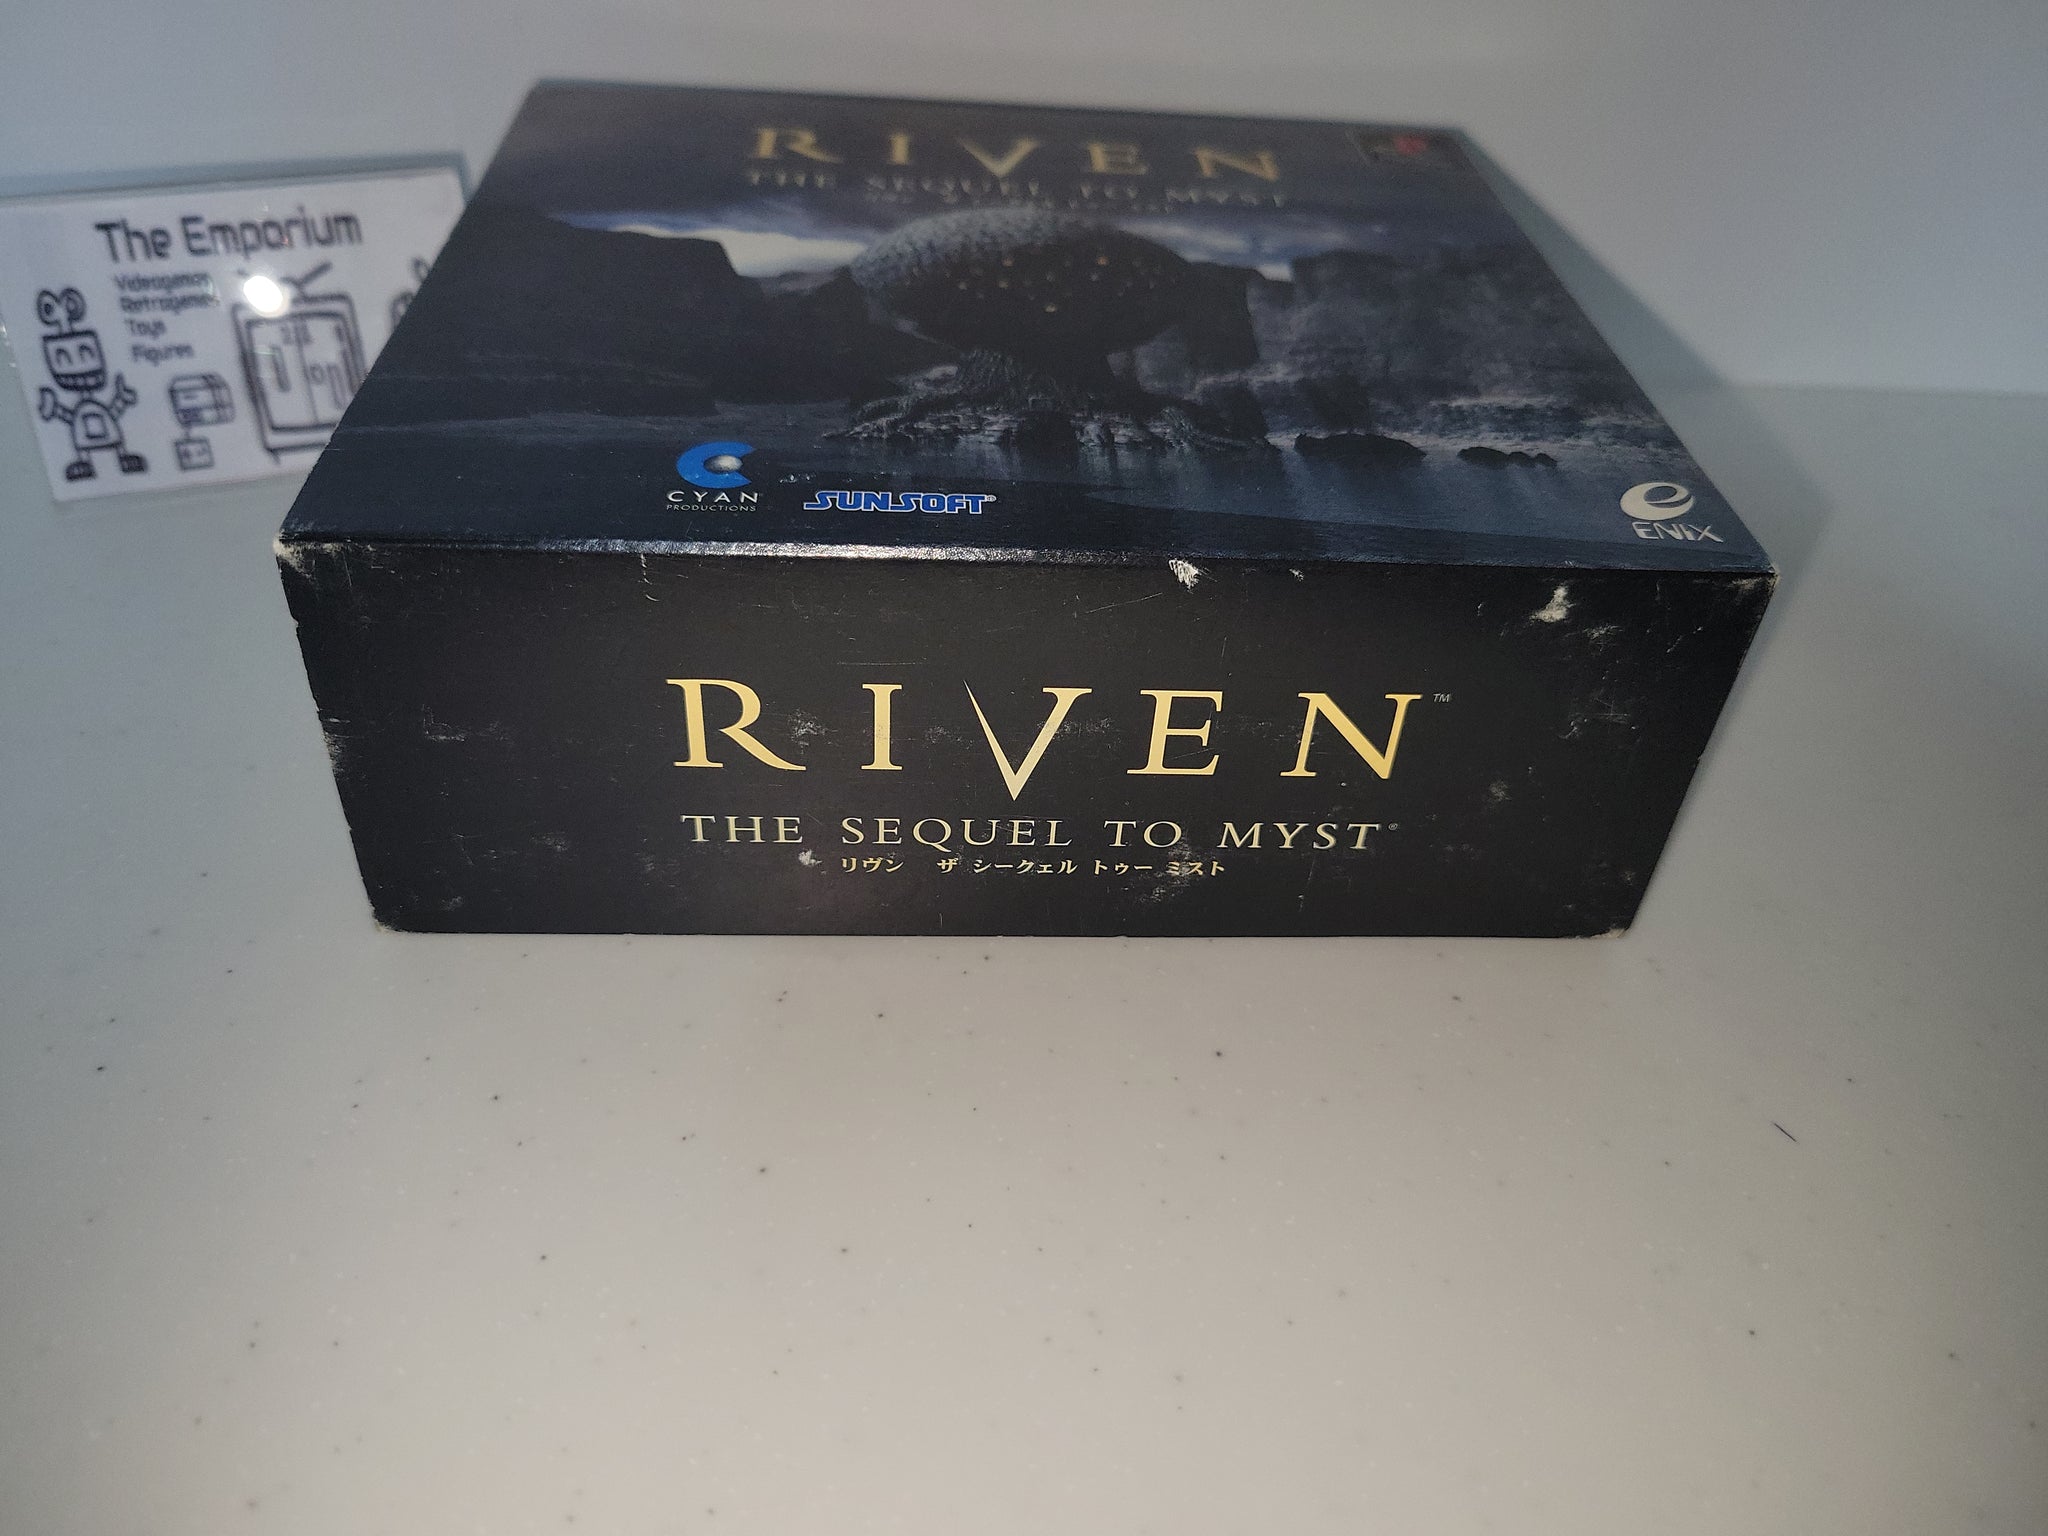 The Emporium
Videogames
Retrogames
Toys
Figures
RIVEN
THE SEQUEL TO MYST
CYAN
PRODUCTIONS
SUNSOFT®
ENIX
RIVEN™
THE SEQUEL TO MYST®
リヴン ザ シークェル トゥー ミスト